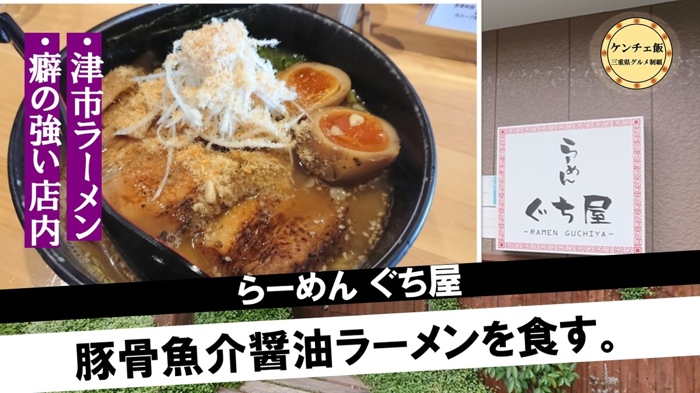 ・津市ラーメン
・癖の強い店内
ケンチェ飯
三重県グルメ制覇
らーめん
ぐち屋
-RAMEN GUCHIYA-
らーめん ぐち屋
豚骨魚介醤油ラーメンを食す。